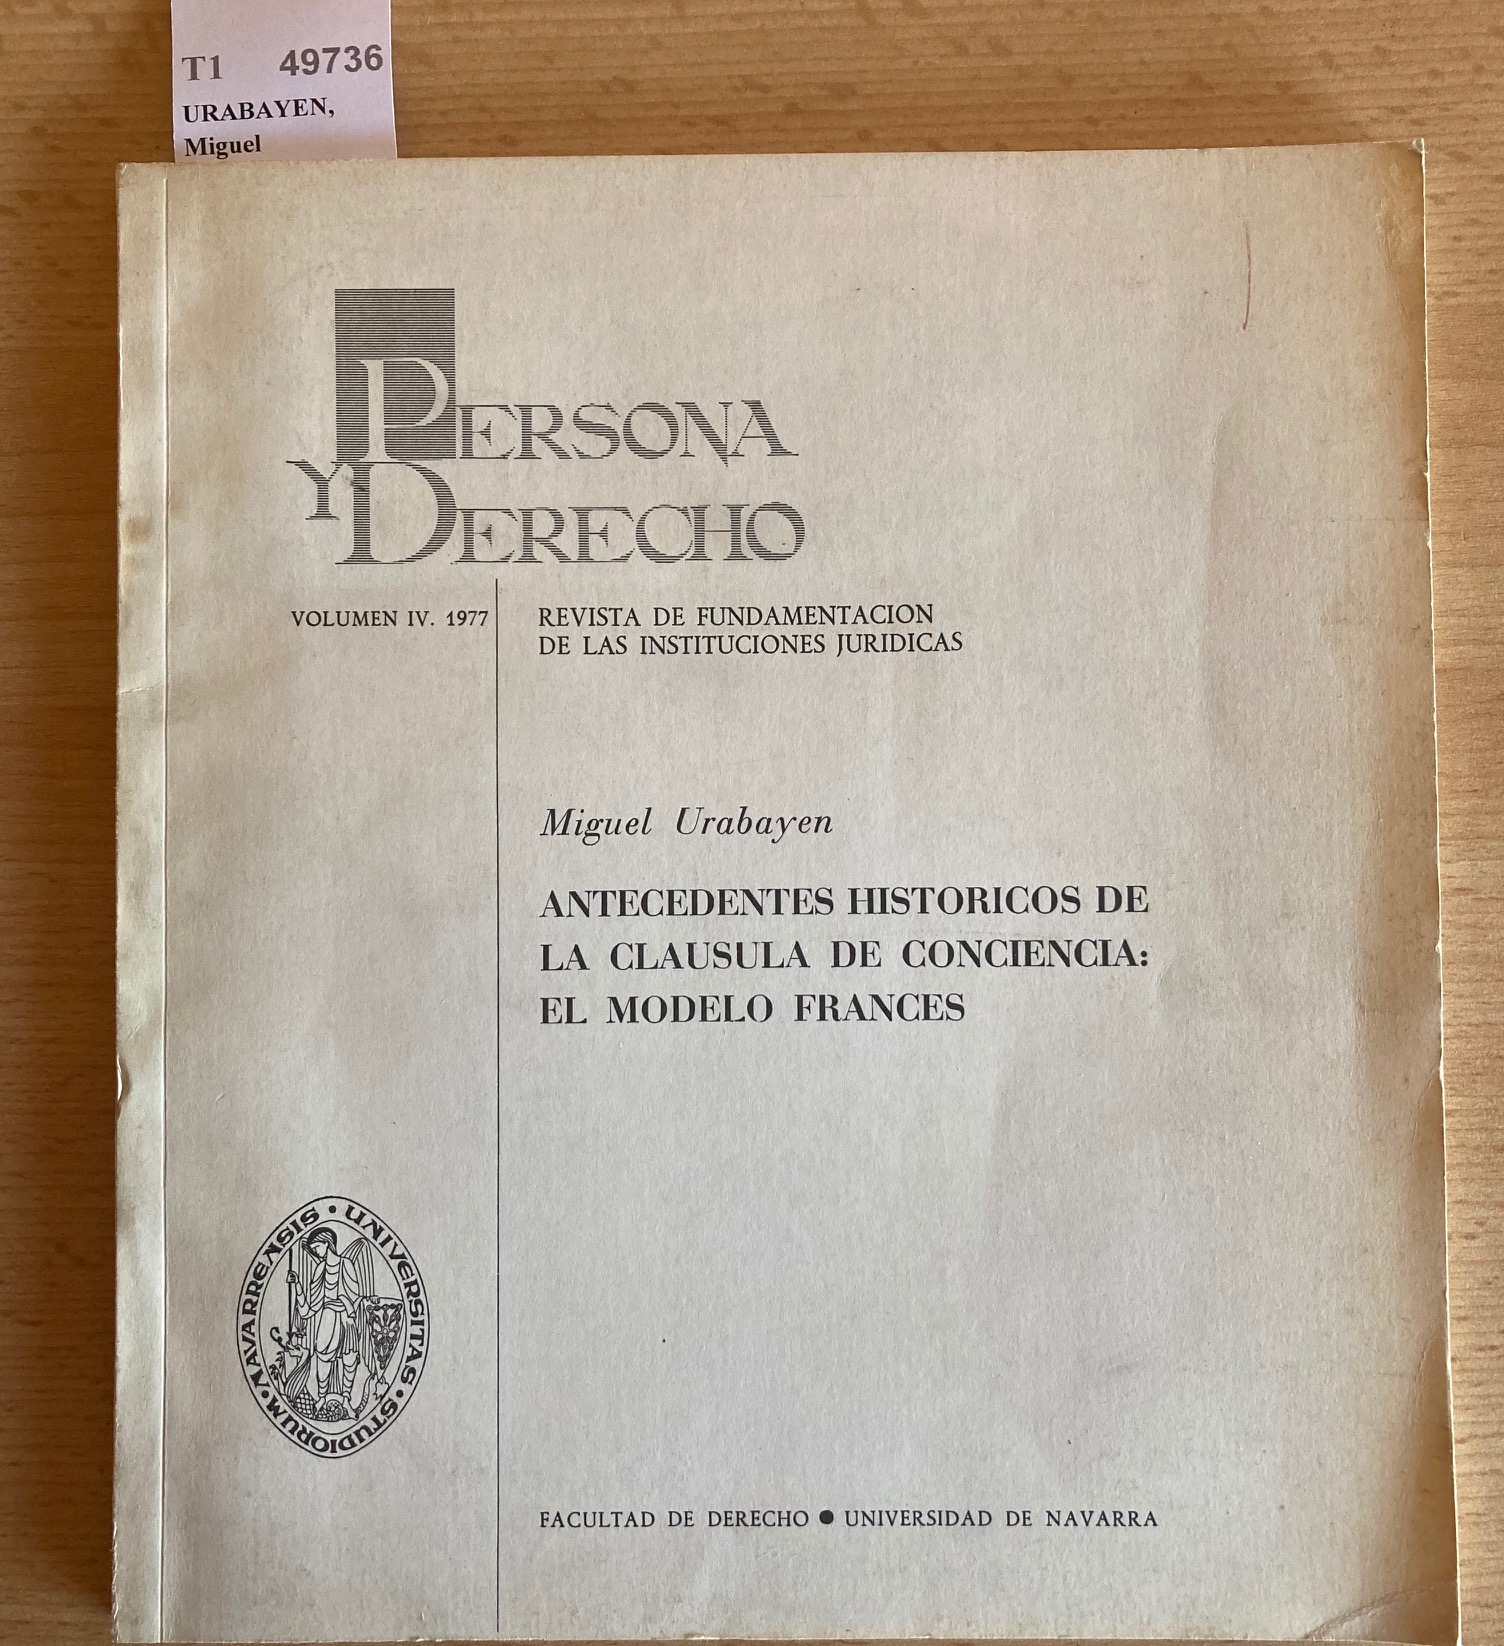 T1 49736
URABAYEN,
Miguel
PERSONA
Y DERECHO
VOLUMEN IV. 1977
REVISTA DE FUNDAMENTACION
DE LAS INSTITUCIONES JURIDICAS
Miguel Urabayen
ANTECEDENTES HISTORICOS DE
LA CLAUSULA DE CONCIENCIA:
EL MODELO FRANCES
UNIVERSITAS • STUDIORUM • NAVARRENSIS •
FACULTAD DE DERECHO ● UNIVERSIDAD DE NAVARRA